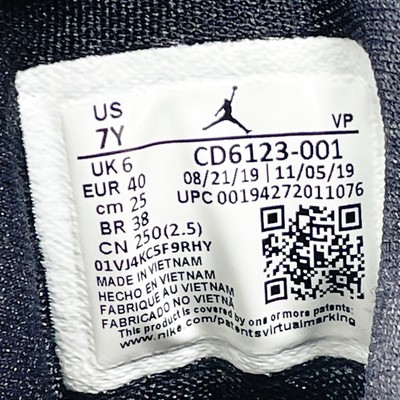 US
7Y
VP
UK 6
EUR 40
cm 25
BR 38
CN 250(2.5)
CD6123-001
08/21/19 | 11/05/19
UPC 00194272011076
01VJ4KC5F9RHY
MADE IN VIETNAM
HECHO EN VIETNAM
FABRIQUÉ AU VIETNAM
FABRICADO NO VIETNÃ
This product is covered by one or more patents:
www.nike.com/patentsvirtualmarking